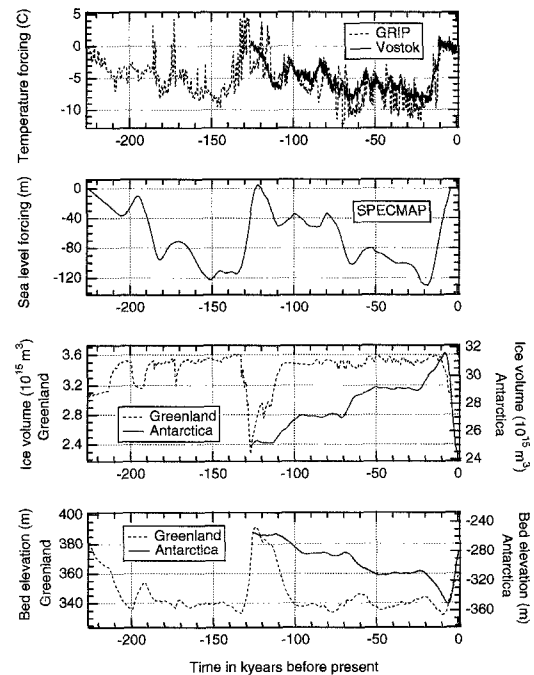 Temperature forcing (C)
0
-5
-10
GRIP
Vostok
-200 -150 -100 -50 0
Sea level forcing (m)
0
-40
-80
-120
SPECMAP
-200 -150 -100 -50 0
Ice volume (10¹⁵ m³)
Greenland
3.6
3.2
2.8
2.4
Greenland
Antarctica
32
30
28
26
24
Ice volume (10¹⁵ m³)
Antarctica
-200 -150 -100 -50 0
Bed elevation (m)
Greenland
400
380
360
340
Greenland
Antarctica
-240
-280
-320
-360
Bed elevation (m)
Antarctica
-200 -150 -100 -50 0
Time in kyears before present